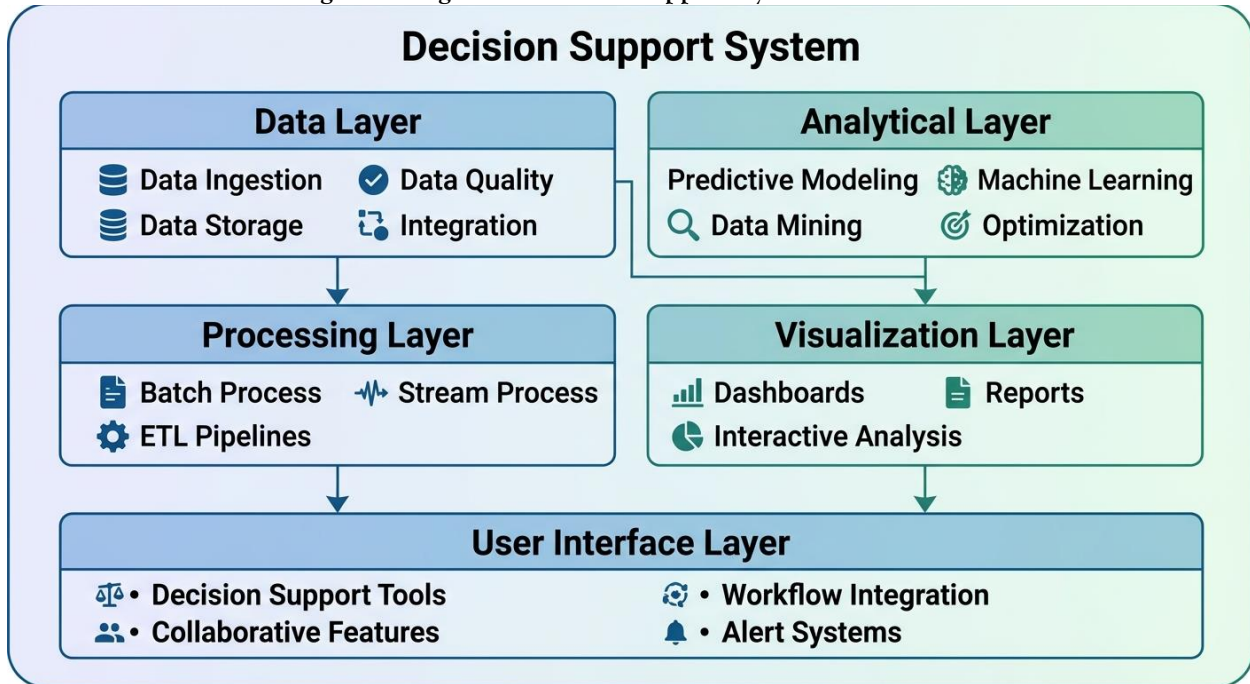 Decision Support System
Data Layer
Data Ingestion
Data Quality
Data Storage
Integration
Analytical Layer
Predictive Modeling
Machine Learning
Data Mining
Optimization
Processing Layer
Batch Process
Stream Process
ETL Pipelines
Visualization Layer
Dashboards
Reports
Interactive Analysis
User Interface Layer
• Decision Support Tools
• Workflow Integration
• Collaborative Features
• Alert Systems